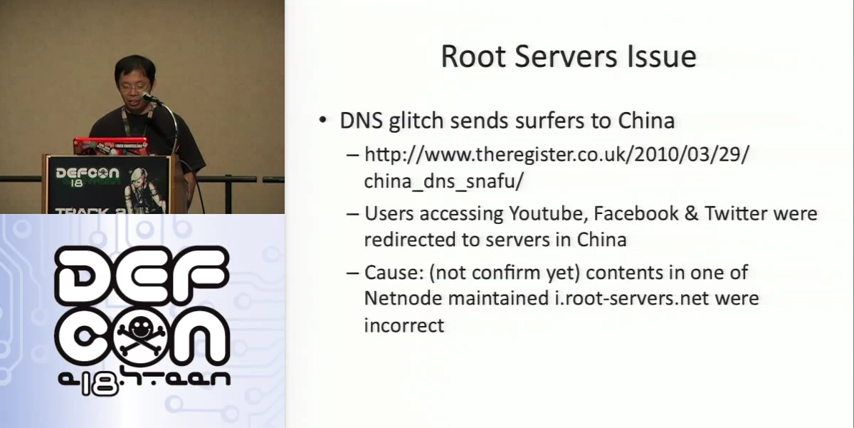 DEFCON
18
TRACK
DEF
CON
e18hteen
Root Servers Issue
• DNS glitch sends surfers to China
– http://www.theregister.co.uk/2010/03/29/
china_dns_snafu/
– Users accessing Youtube, Facebook & Twitter were
redirected to servers in China
– Cause: (not confirm yet) contents in one of
Netnode maintained i.root-servers.net were
incorrect